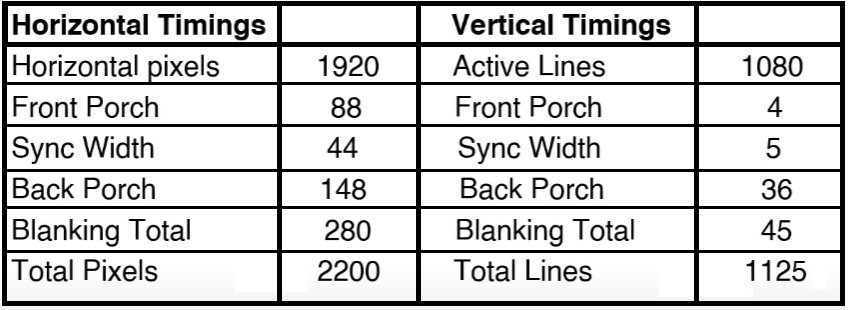 Horizontal Timings Vertical Timings
Horizontal pixels 1920 Active Lines 1080
Front Porch 88 Front Porch 4
Sync Width 44 Sync Width 5
Back Porch 148 Back Porch 36
Blanking Total 280 Blanking Total 45
Total Pixels 2200 Total Lines 1125